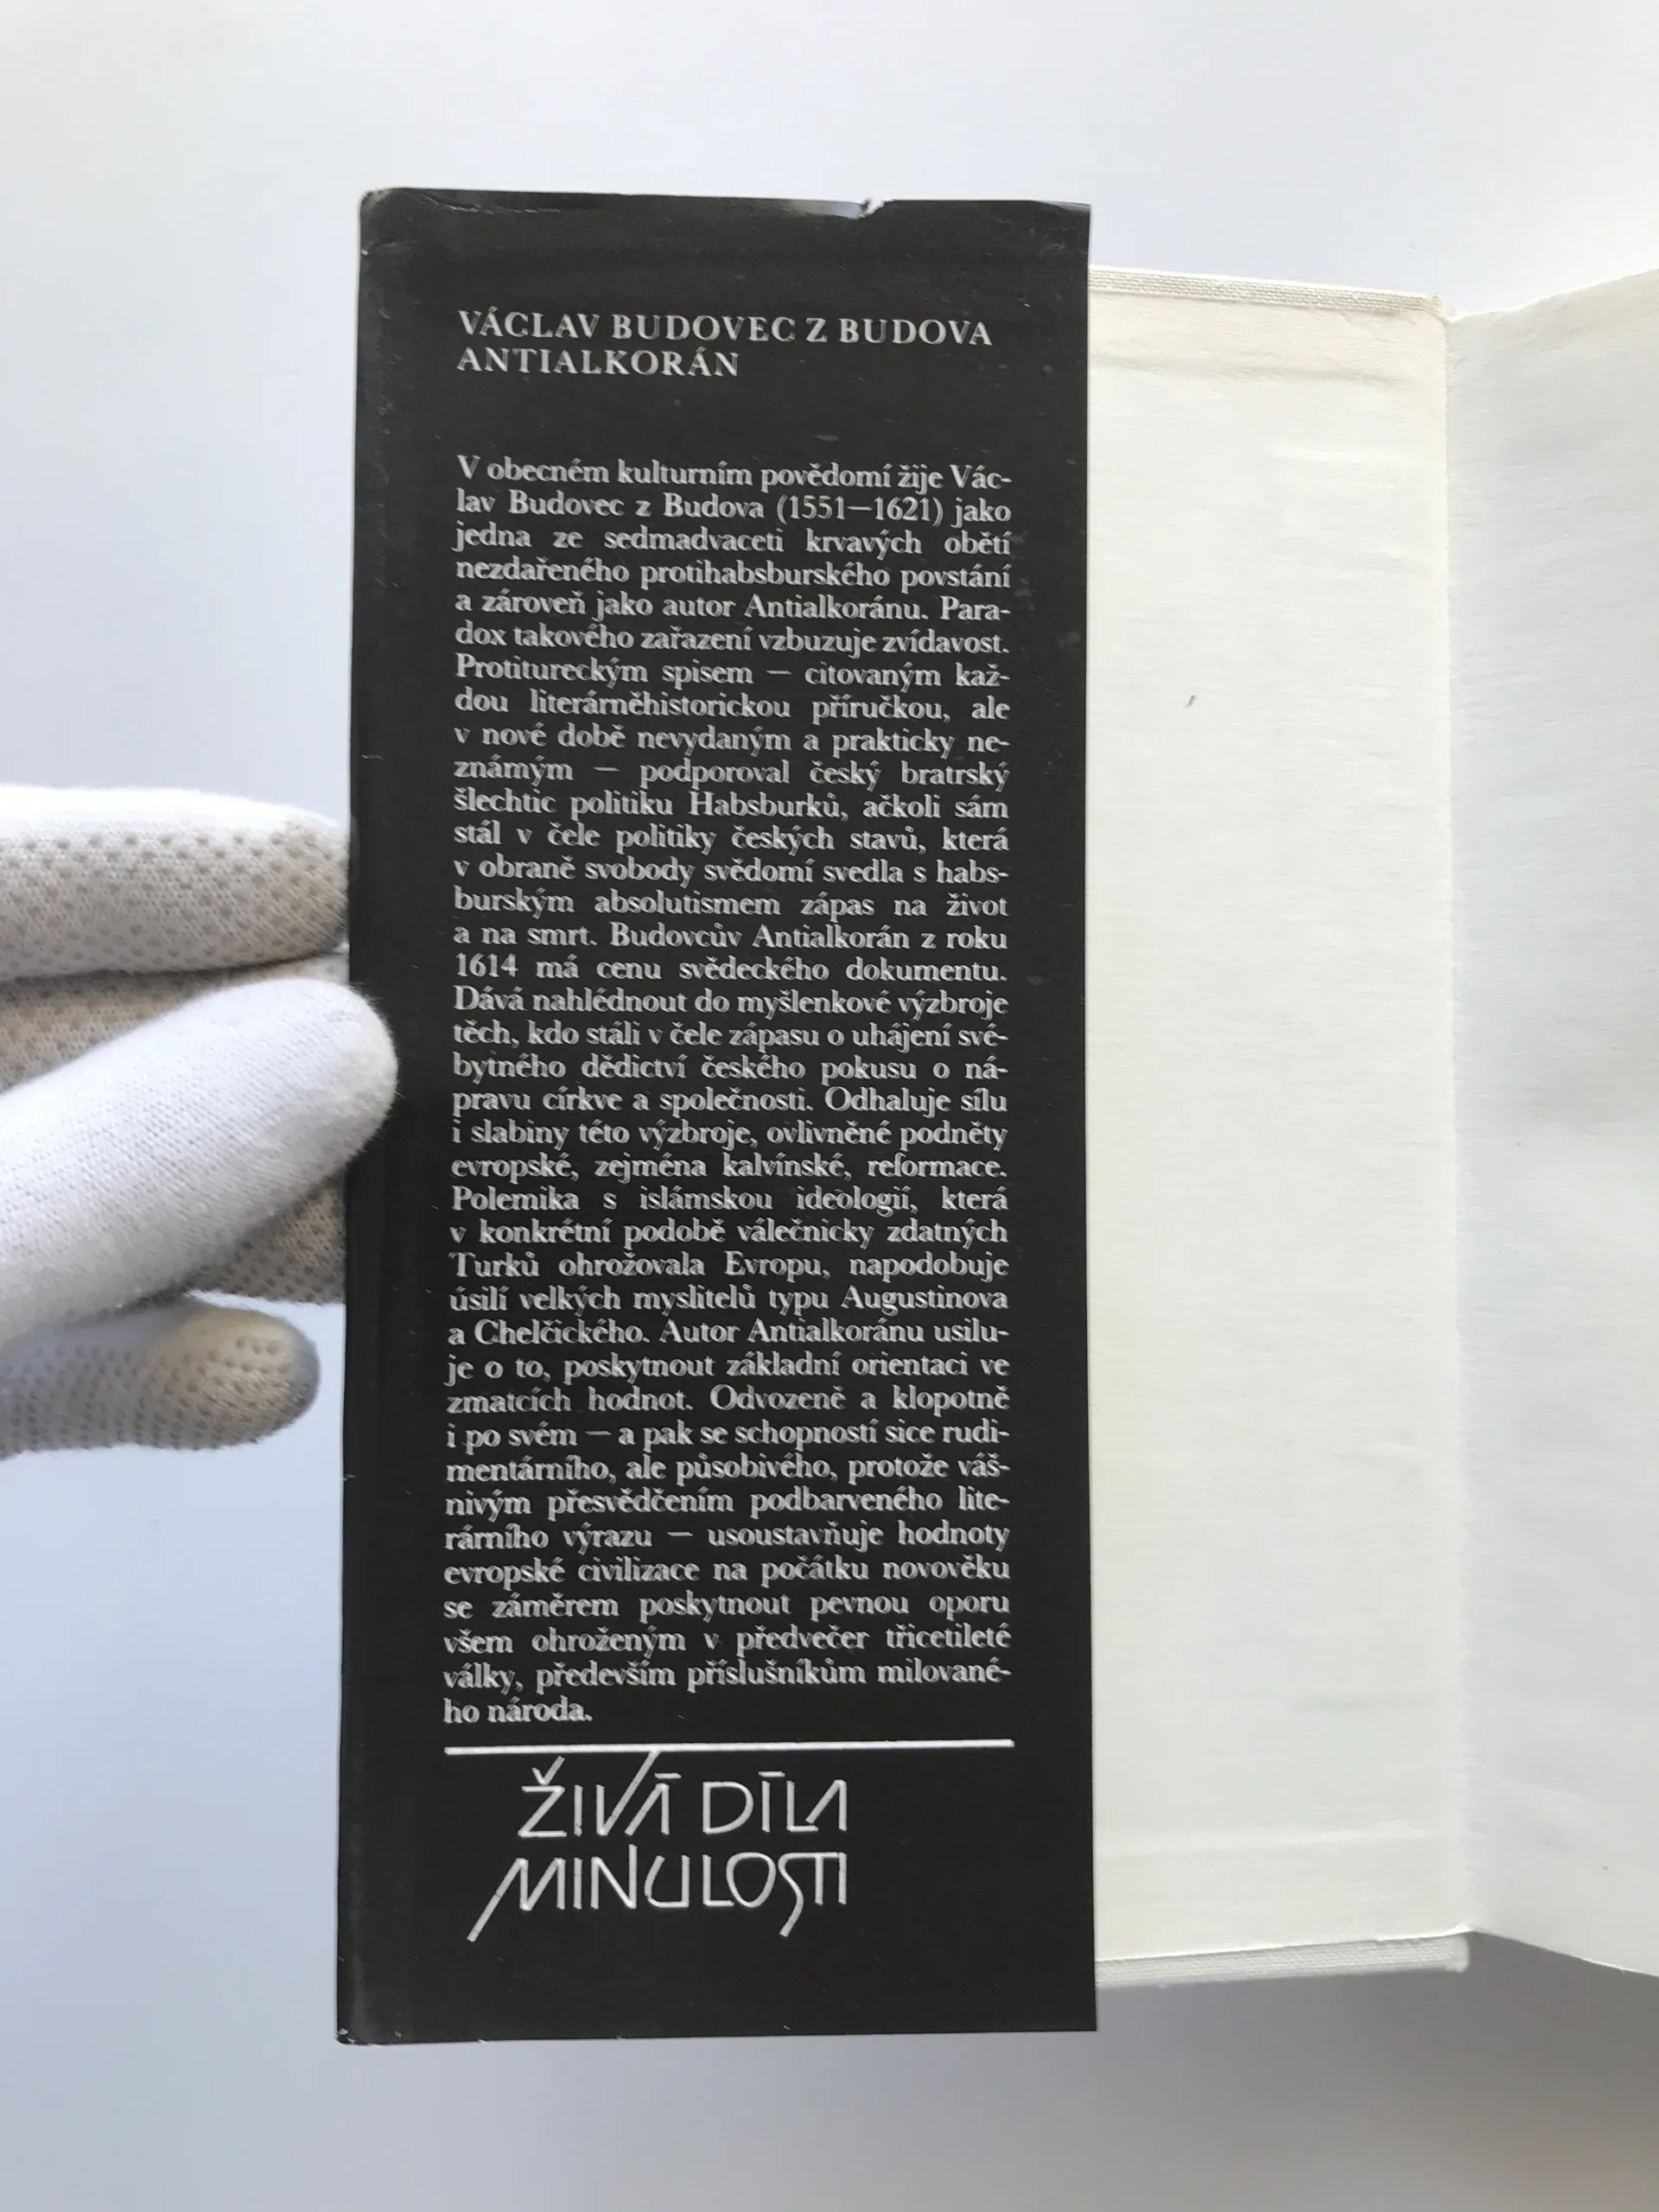 VÁCLAV BUDOVEC Z BUDOVA
ANTIALKORÁN
V obecném kulturním povědomí žije Vác-
lav Budovec z Budova (1551—1621) jako
jedna ze sedmadvaceti krvavých obětí
nezdařeného protihabsburského povstání
a zároveň jako autor Antialkoránu. Para-
dox takového zařazení vzbuzuje zvídavost.
Protitureckým spisem — citovaným kaž-
dou literárněhistorickou příručkou, ale
v nové době nevydaným a prakticky ne-
známým — podporoval český bratrský
šlechtic politiku Habsburků, ačkoli sám
stál v čele politiky českých stavů, která
v obraně svobody svědomí svedla s habs-
burským absolutismem zápas na život
a na smrt. Budovcův Antialkorán z roku
1614 má cenu svědeckého dokumentu.
Dává nahlédnout do myšlenkové výzbroje
těch, kdo stáli v čele zápasu o uhájení své-
bytného dědictví českého pokusu o ná-
pravu církve a společnosti. Odhaluje sílu
i slabiny této výzbroje, ovlivněné podněty
evropské, zejména kalvínské, reformace.
Polemika s islámskou ideologií, která
v konkrétní podobě válečnicky zdatných
Turků ohrožovala Evropu, napodobuje
úsilí velkých myslitelů typu Augustinova
a Chelčického. Autor Antialkoránu usilu-
je o to, poskytnout základní orientaci ve
zmatcích hodnot. Odvozeně a klopotně
i po svém — a pak se schopností sice rudi-
mentárního, ale působivého, protože váš-
nivým přesvědčením podbarveného lite-
rárního výrazu — usoustavňuje hodnoty
evropské civilizace na počátku novověku
se záměrem poskytnout pevnou oporu
všem ohroženým v předvečer třicetileté
války, především příslušníkům milované-
ho národa.
ŽIVÁ DÍLA
MINULOSTI